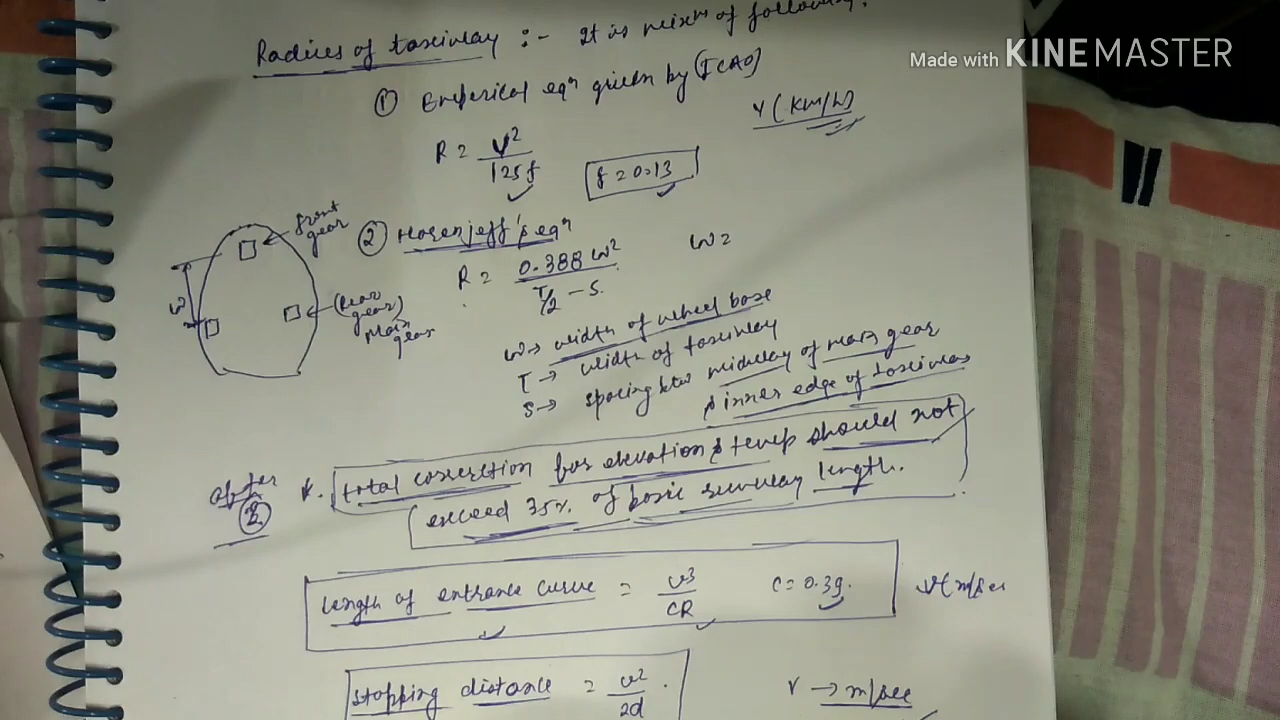 Made with KINEMASTER
Radius of taxiway :- It is mixn of following.
① Emperical eqn given by (ICAO)
V (Km/h)
R = V²/125f
f = 0.13
front gear
② Horenjeff's eqn
R = 0.388 w²/(T/2 - S)
w =
w
(rear gear) Main gear
w → width of wheel base
T → width of taxiway
S → spacing btw midway of main gear
& inner edge of taxiway
after ②
*. total correction for elevation & temp should not
exceed 35% of basic runway length.
length of entrance curve = v³/CR C = 0.39. v (m/sec
stopping distance = v²/2d . V → m/sec